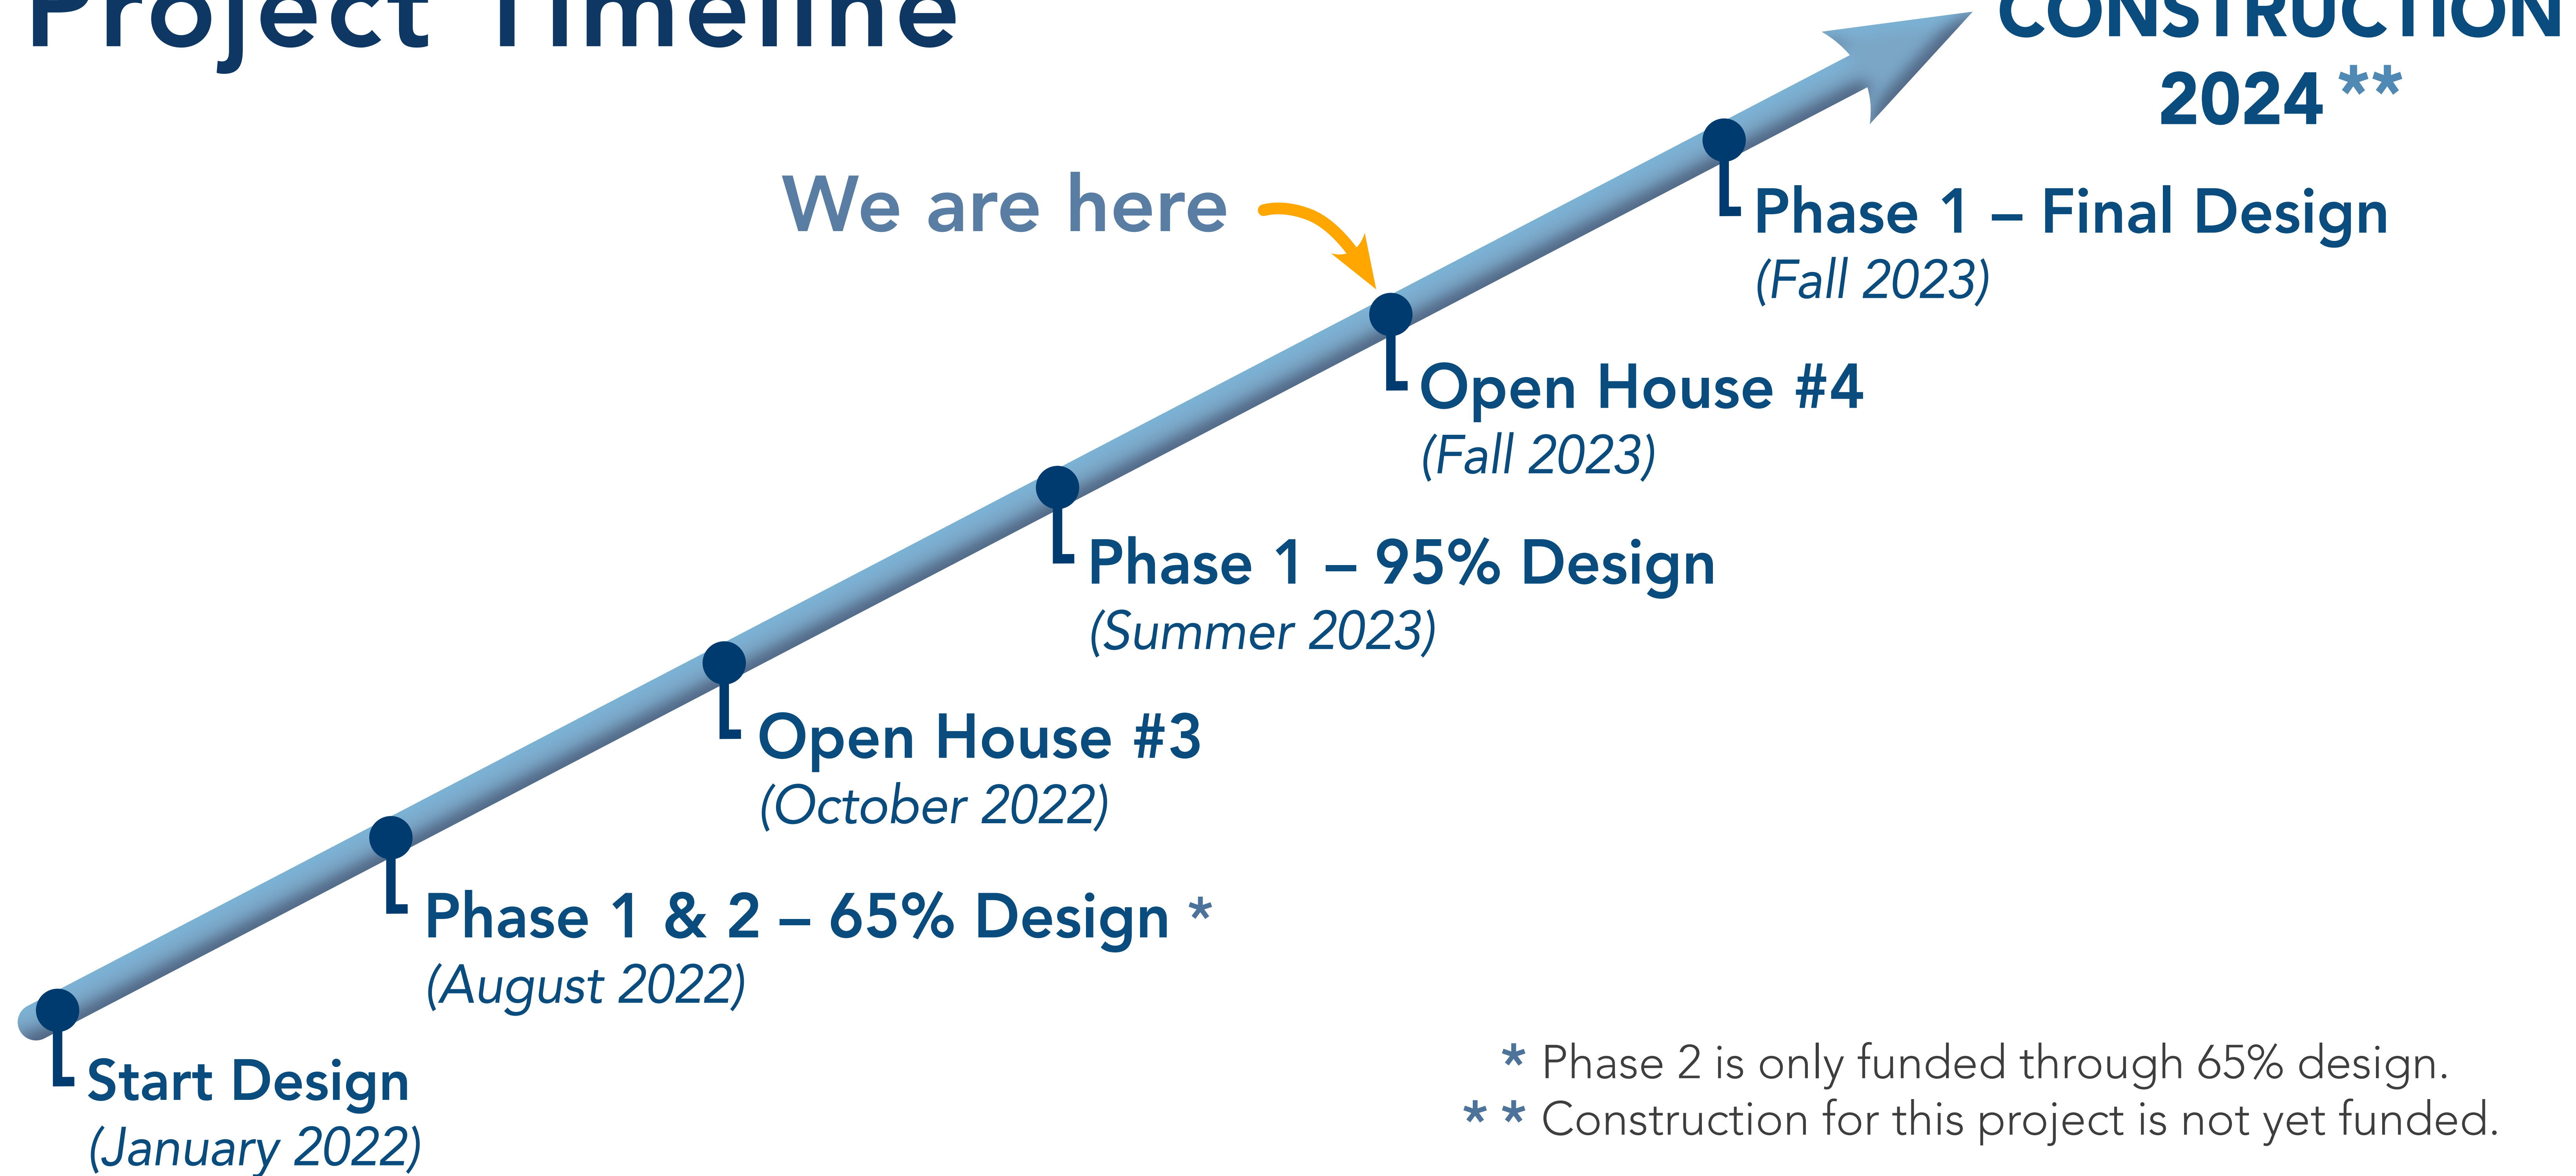 Project Timeline
CONSTRUCTION
2024 **
We are here
Phase 1 – Final Design
(Fall 2023)
Open House #4
(Fall 2023)
Phase 1 – 95% Design
(Summer 2023)
Open House #3
(October 2022)
Phase 1 & 2 – 65% Design *
(August 2022)
Start Design
(January 2022)
* Phase 2 is only funded through 65% design.
* * Construction for this project is not yet funded.